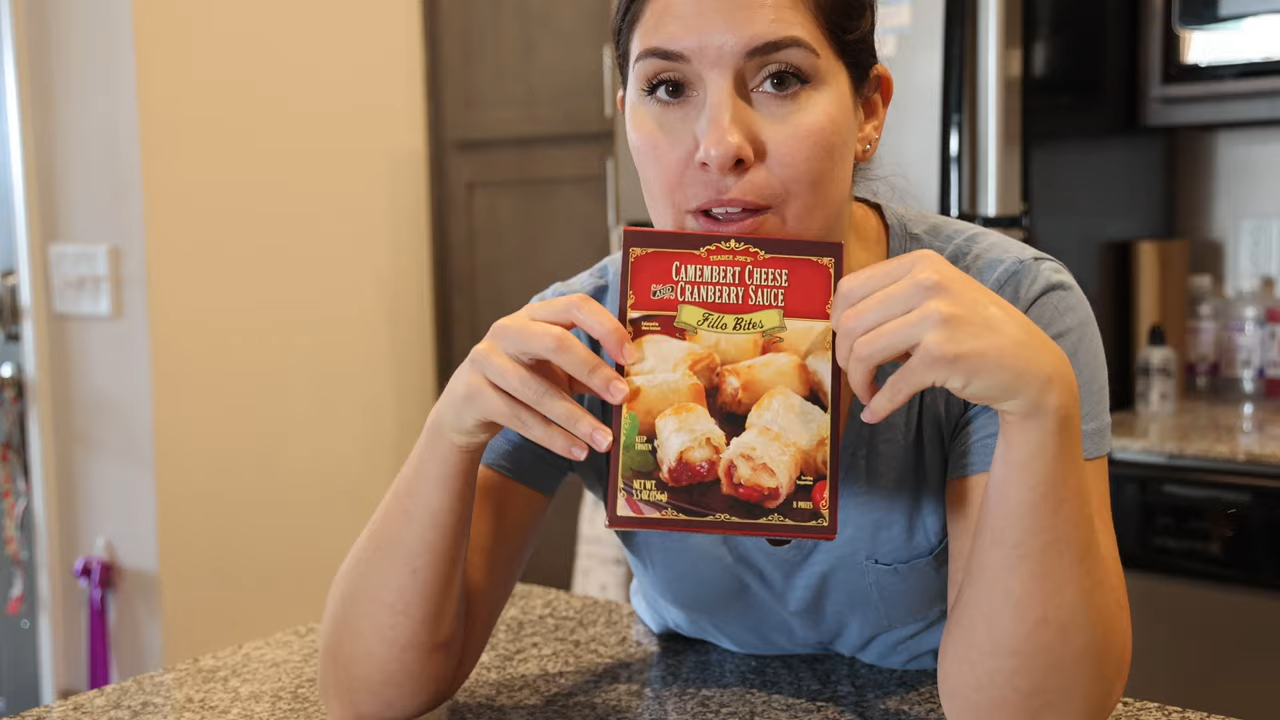 TRADER JOE'S
CAMEMBERT CHEESE
AND CRANBERRY SAUCE
Fillo Bites
KEEP
FROZEN
NET WT.
5.5 OZ (156g)
8 PIECES